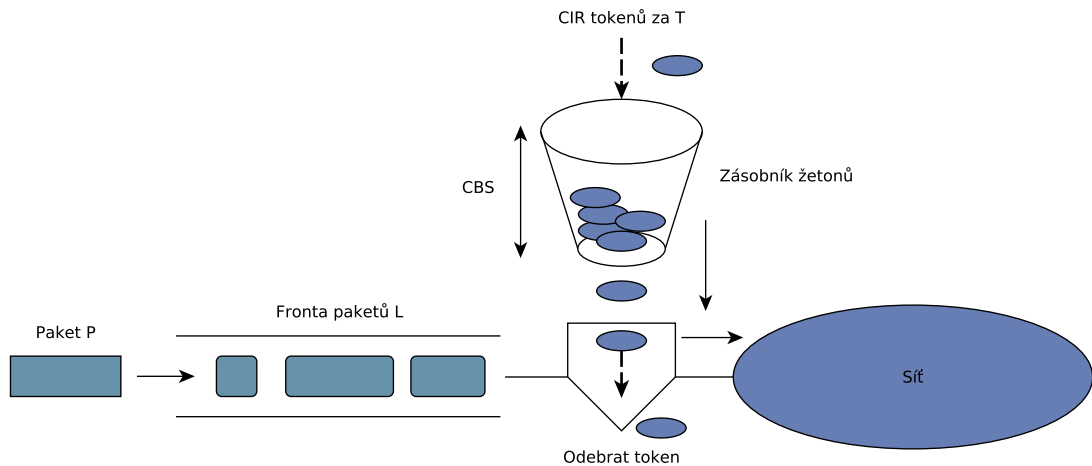 CIR tokenů za T
CBS
Zásobník žetonů
Fronta paketů L
Paket P
Síť
Odebrat token